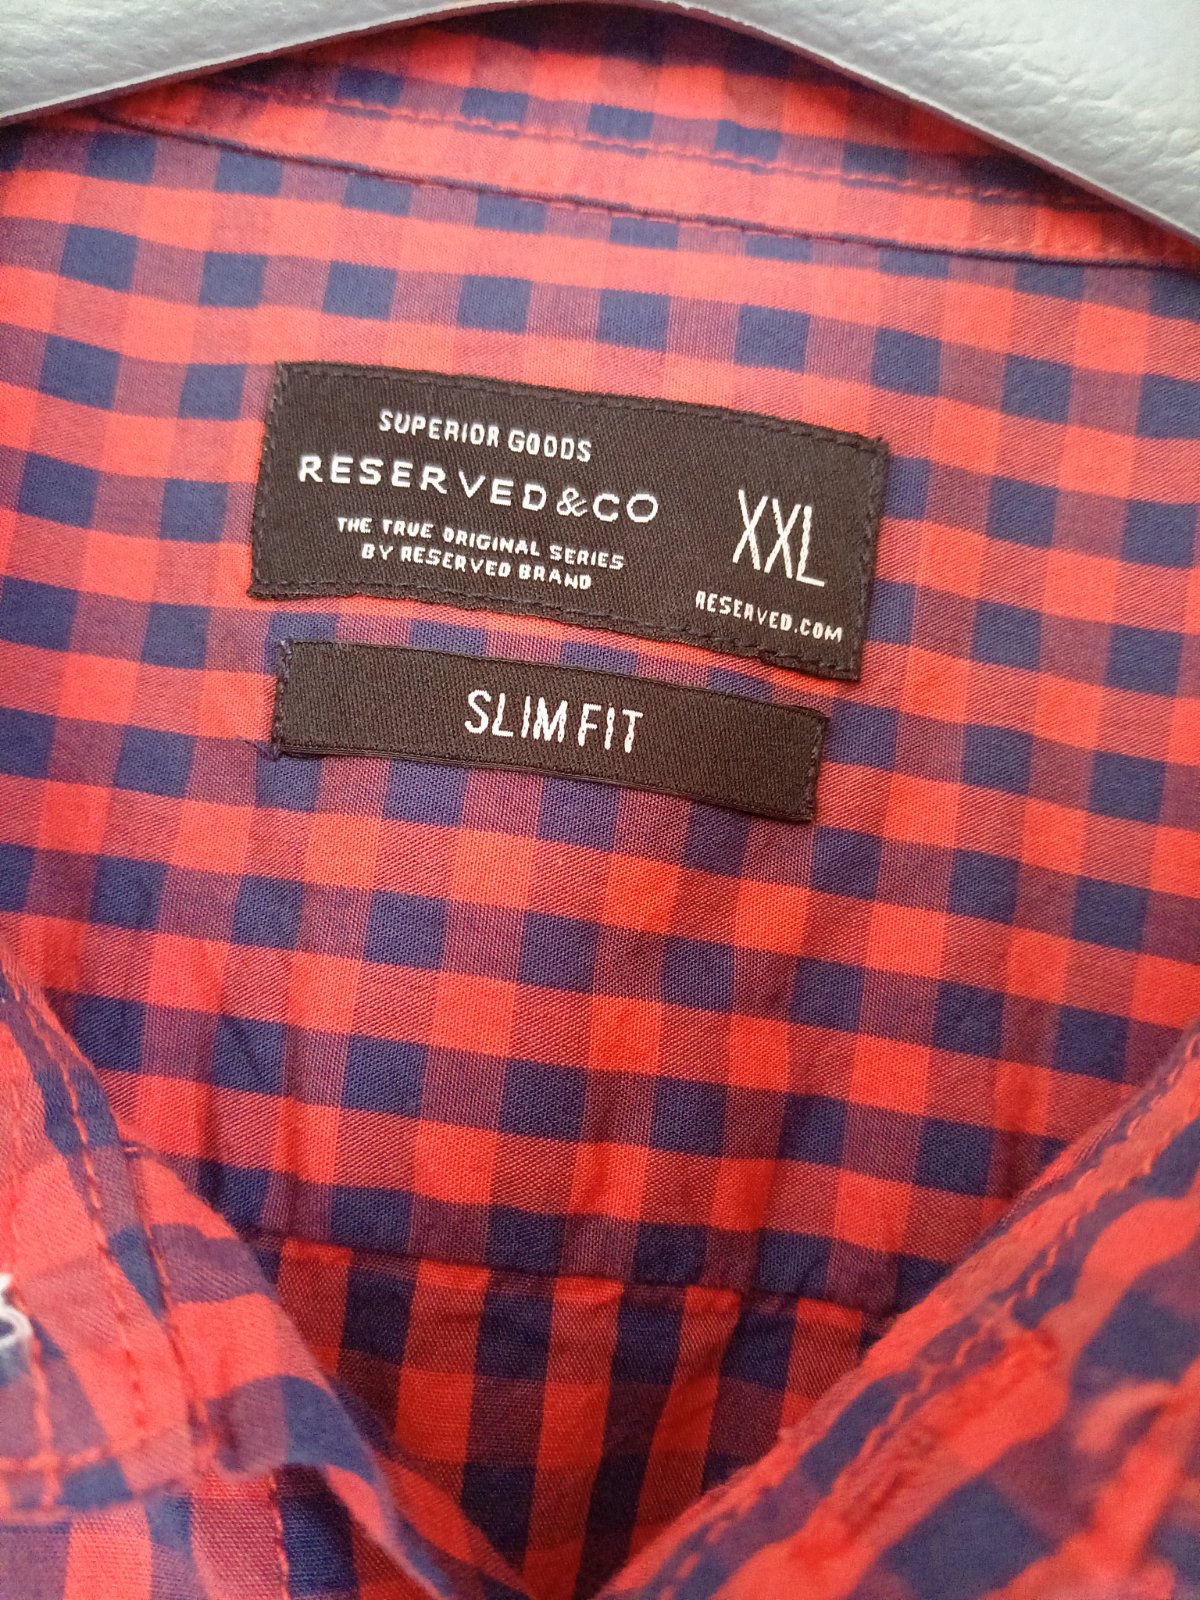 SUPERIOR GOODS
RESERVED & CO
THE TRUE ORIGINAL SERIES
BY RESERVED BRAND
XXL
RESERVED.COM
SLIM FIT